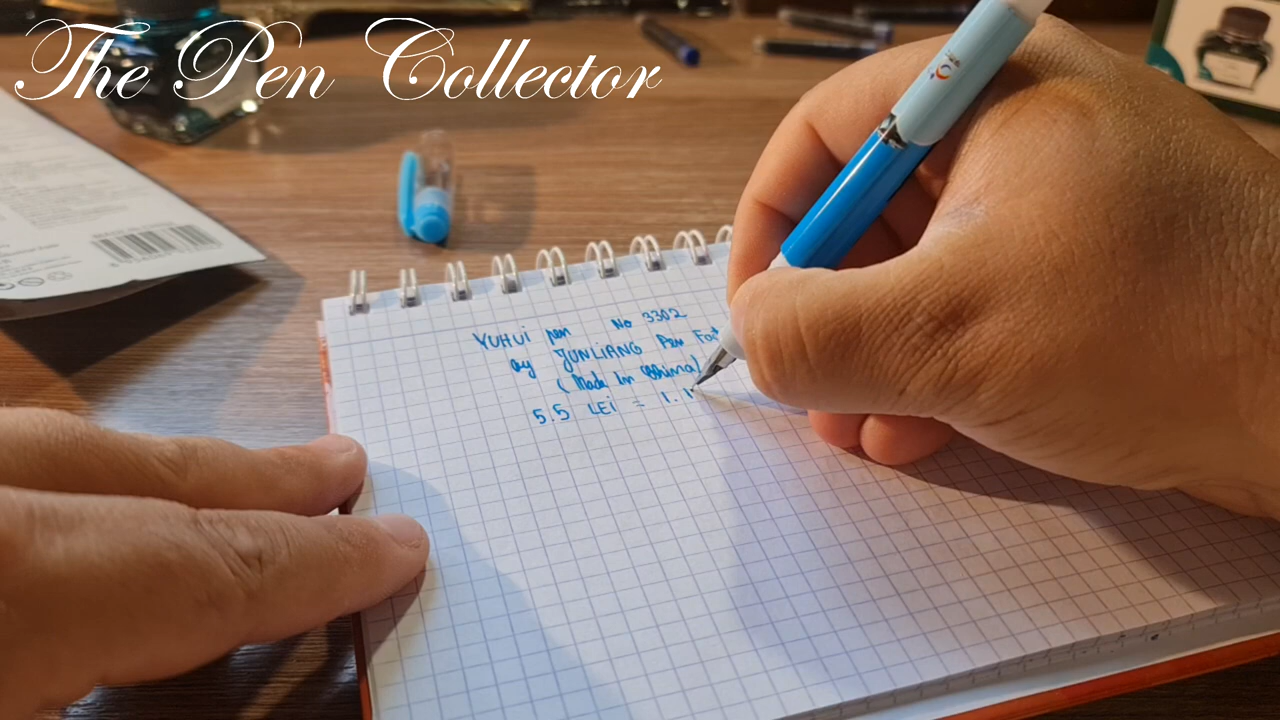 The Pen Collector
YUHUI pen No 3302
by JUNLIANG Pen Fact
(Made In China)
5.5 LEi = 1.1